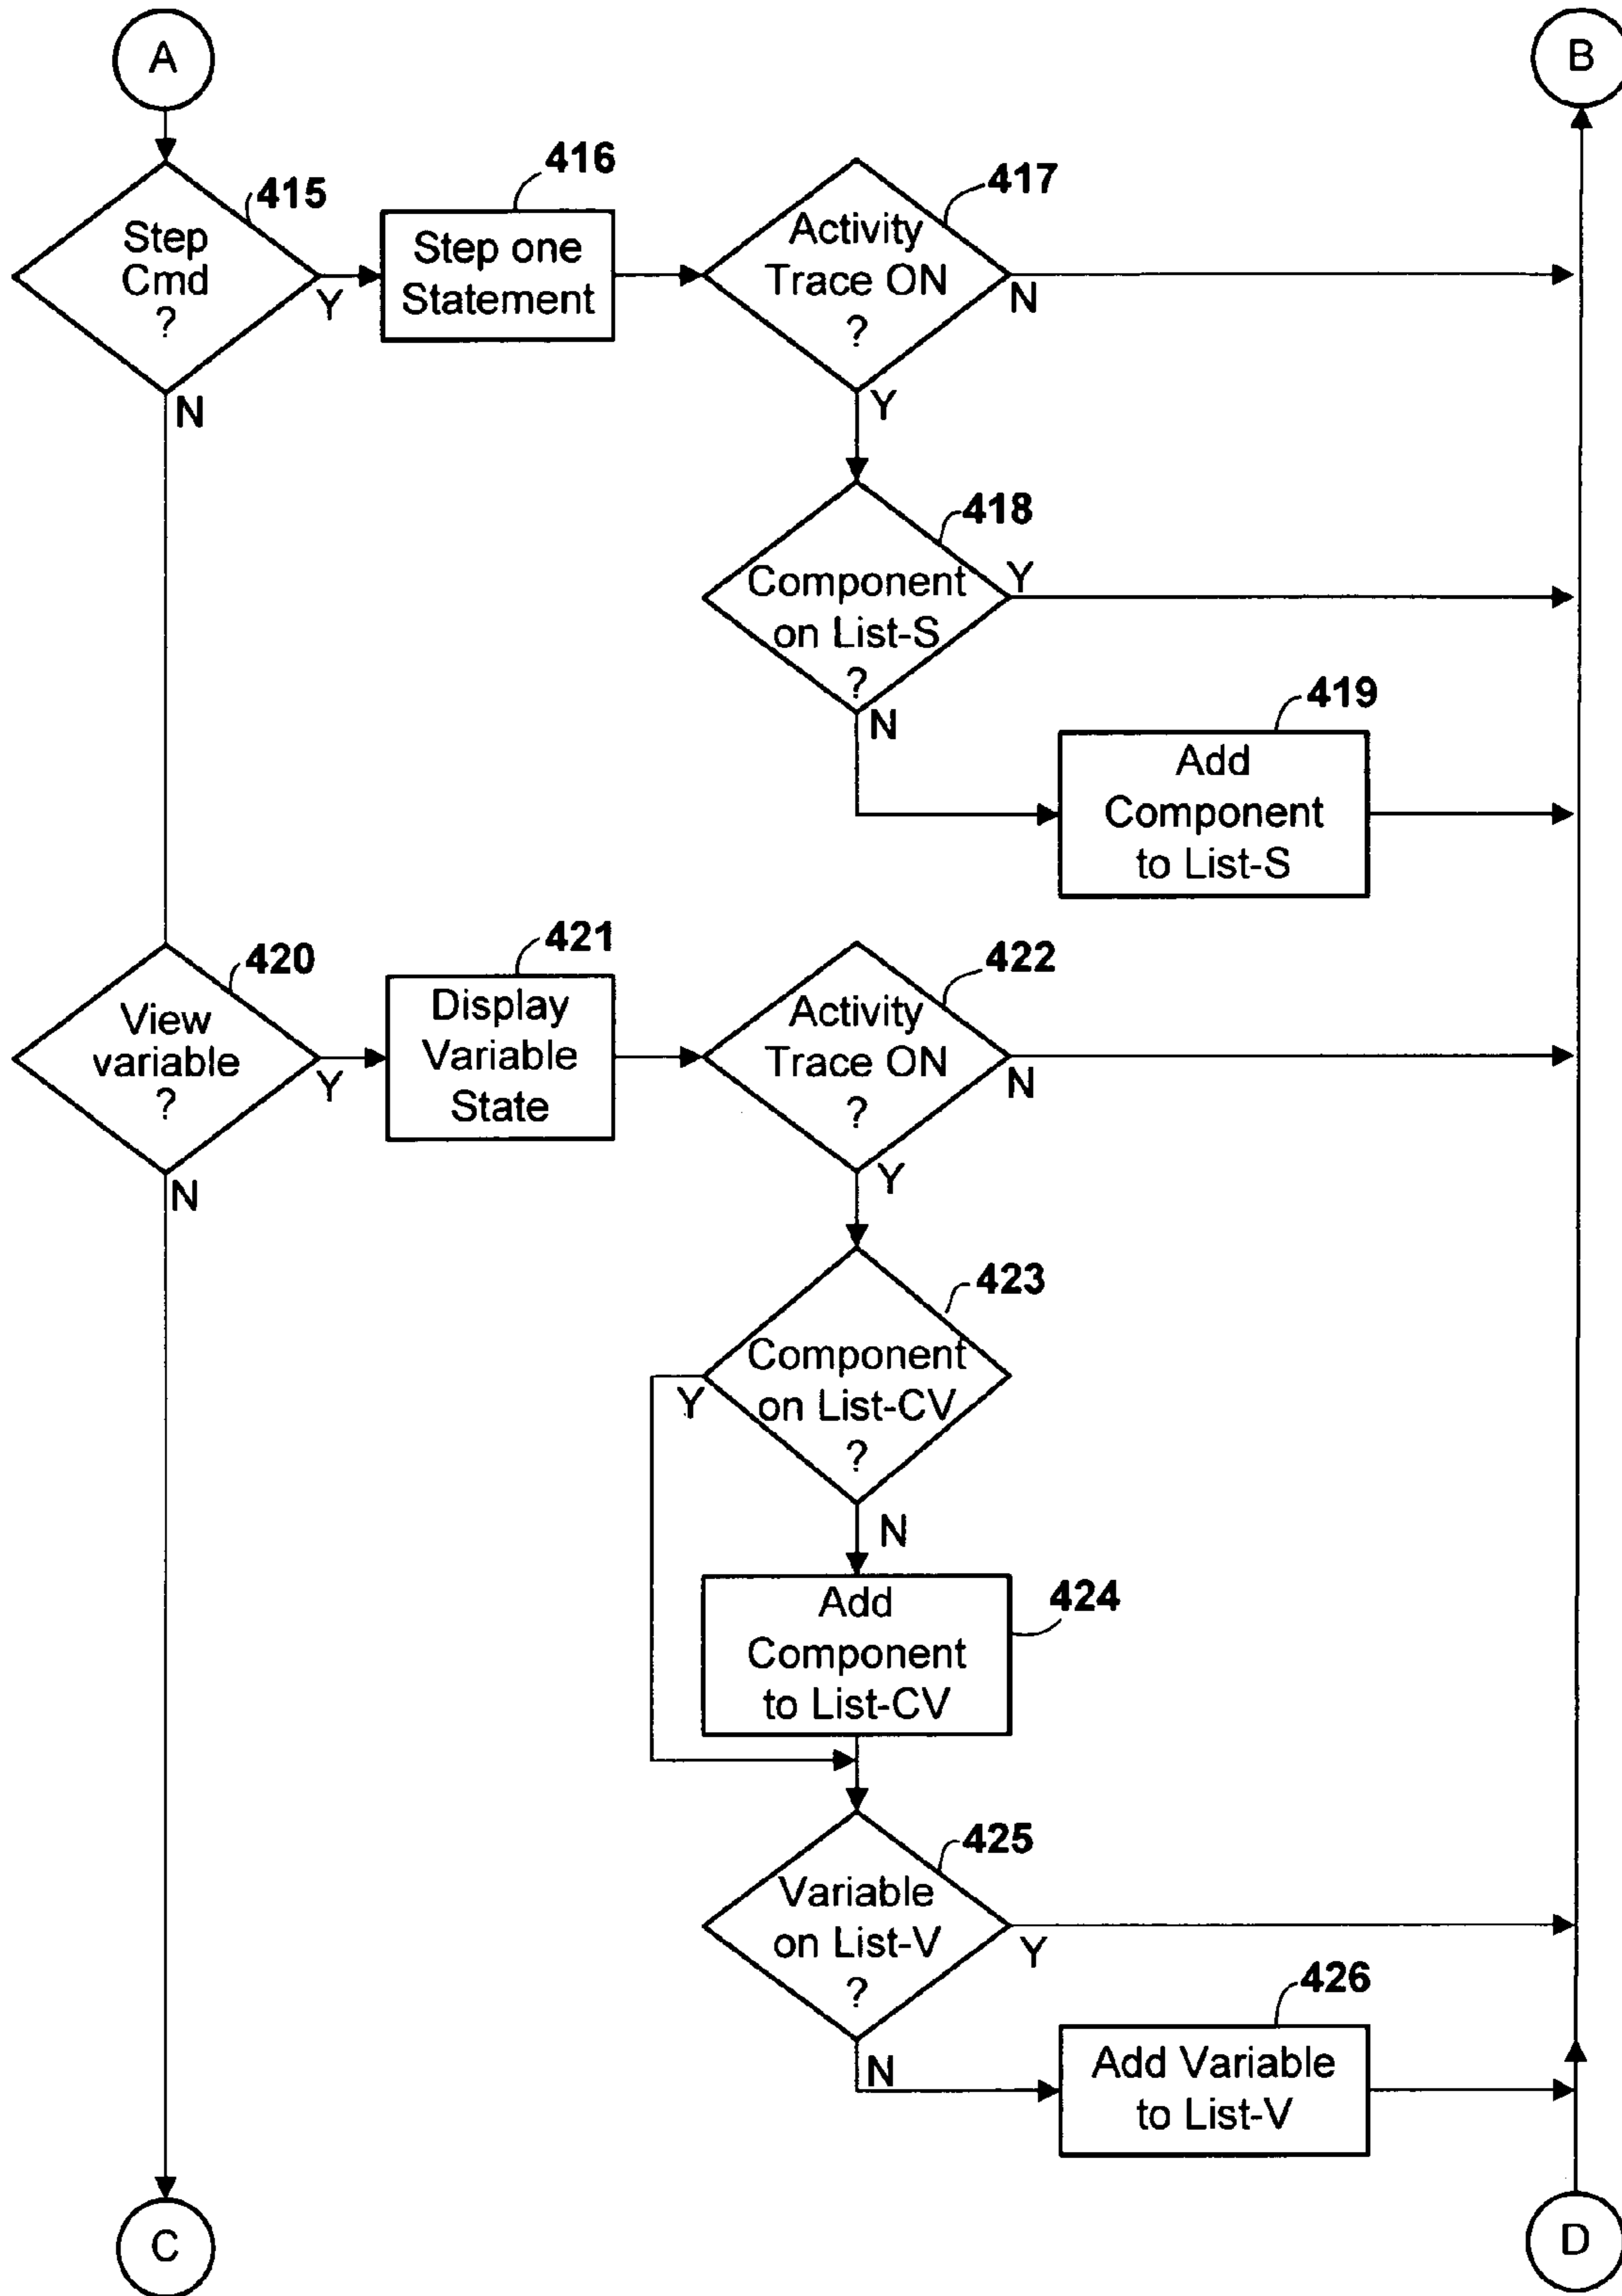 A
B
415
Step
Cmd
?
Y
N
416
Step one
Statement
417
Activity
Trace ON
?
N
Y
418
Component
on List-S
?
Y
N
419
Add
Component
to List-S
420
View
variable
?
Y
N
421
Display
Variable
State
422
Activity
Trace ON
?
N
Y
423
Component
on List-CV
?
Y
N
424
Add
Component
to List-CV
425
Variable
on List-V
?
Y
N
426
Add Variable
to List-V
C
D